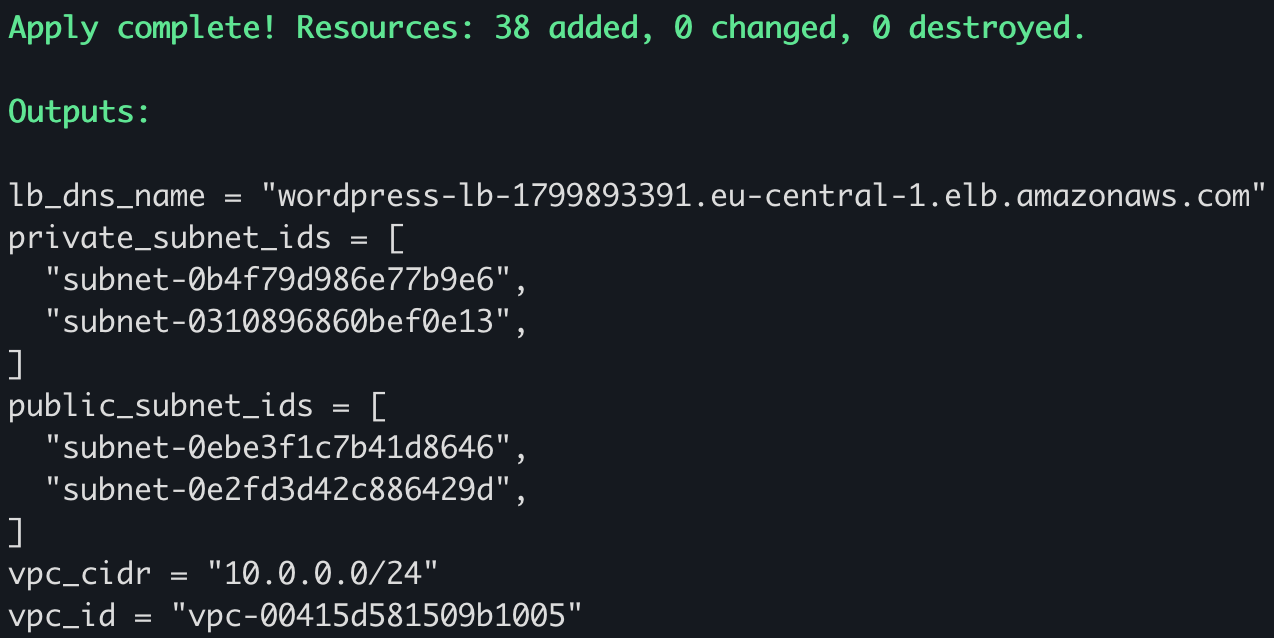 Apply complete! Resources: 38 added, 0 changed, 0 destroyed.
Outputs:
lb_dns_name = "wordpress-lb-1799893391.eu-central-1.elb.amazonaws.com"
private_subnet_ids = [
  "subnet-0b4f79d986e77b9e6",
  "subnet-0310896860bef0e13",
]
public_subnet_ids = [
  "subnet-0ebe3f1c7b41d8646",
  "subnet-0e2fd3d42c886429d",
]
vpc_cidr = "10.0.0.0/24"
vpc_id = "vpc-00415d581509b1005"